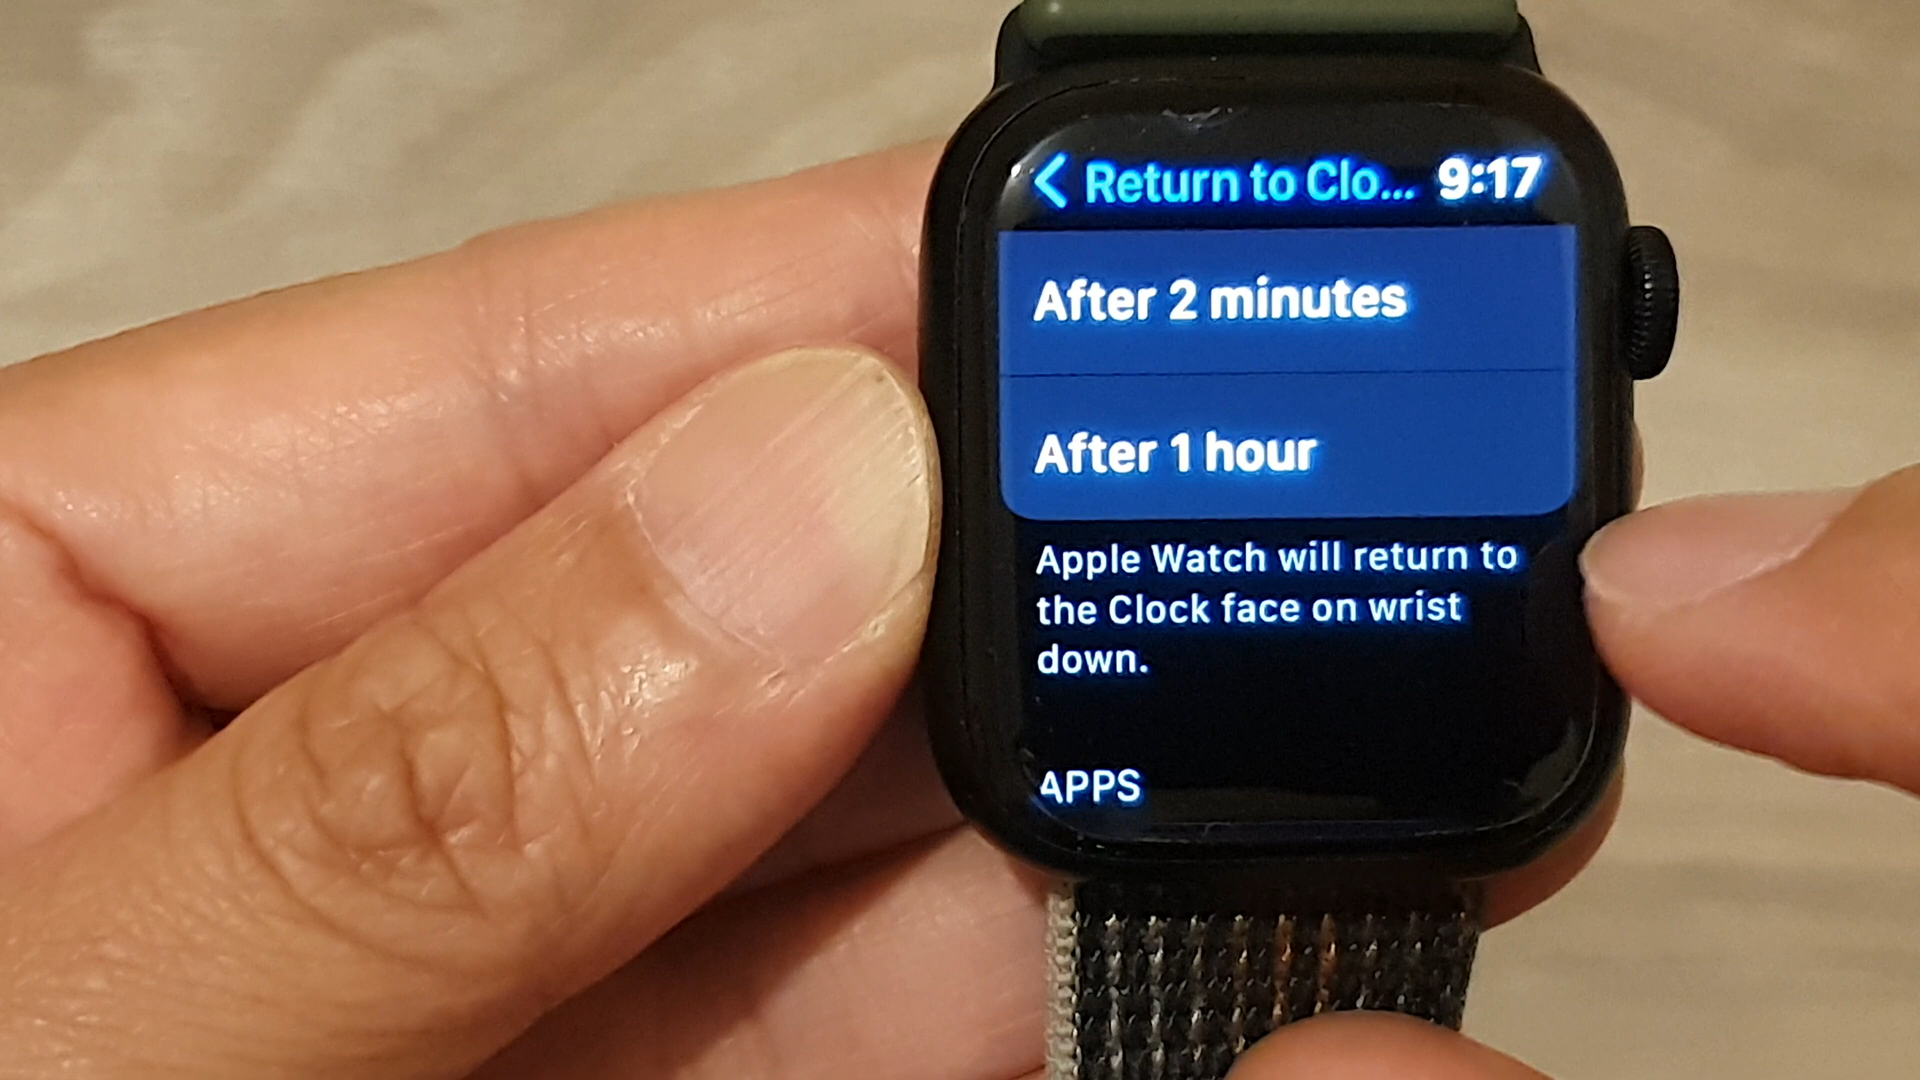 Return to Clo... 9:17
After 2 minutes
After 1 hour
Apple Watch will return to
the Clock face on wrist
down.
APPS